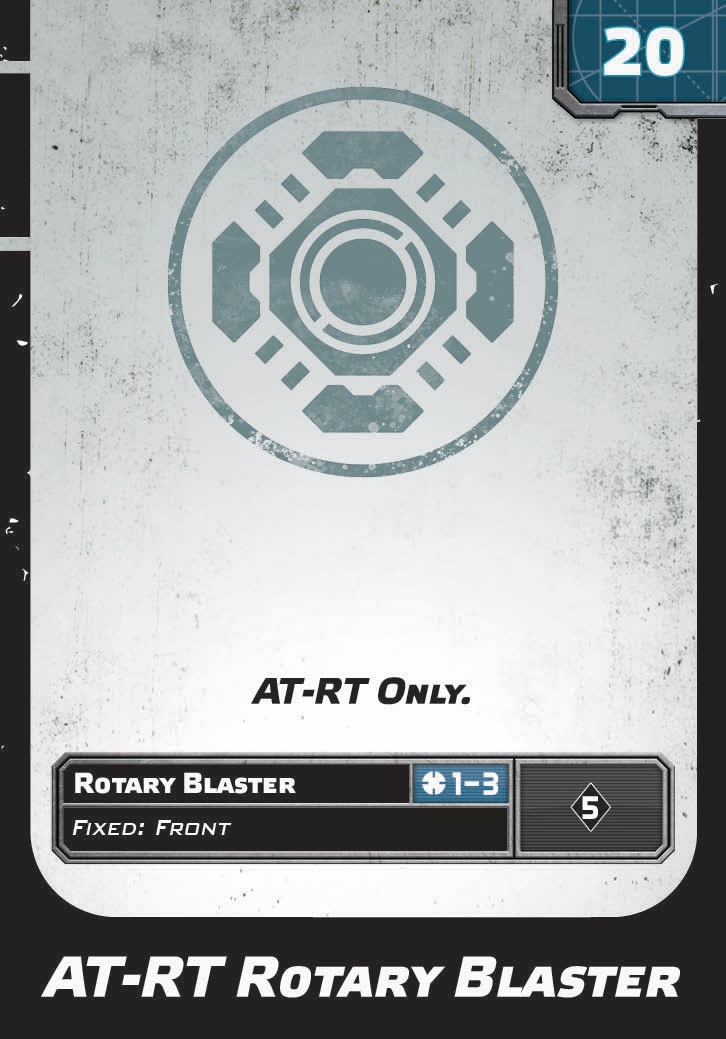 20
AT-RT Only.
Rotary Blaster 1–3
5
Fixed: Front
AT-RT Rotary Blaster